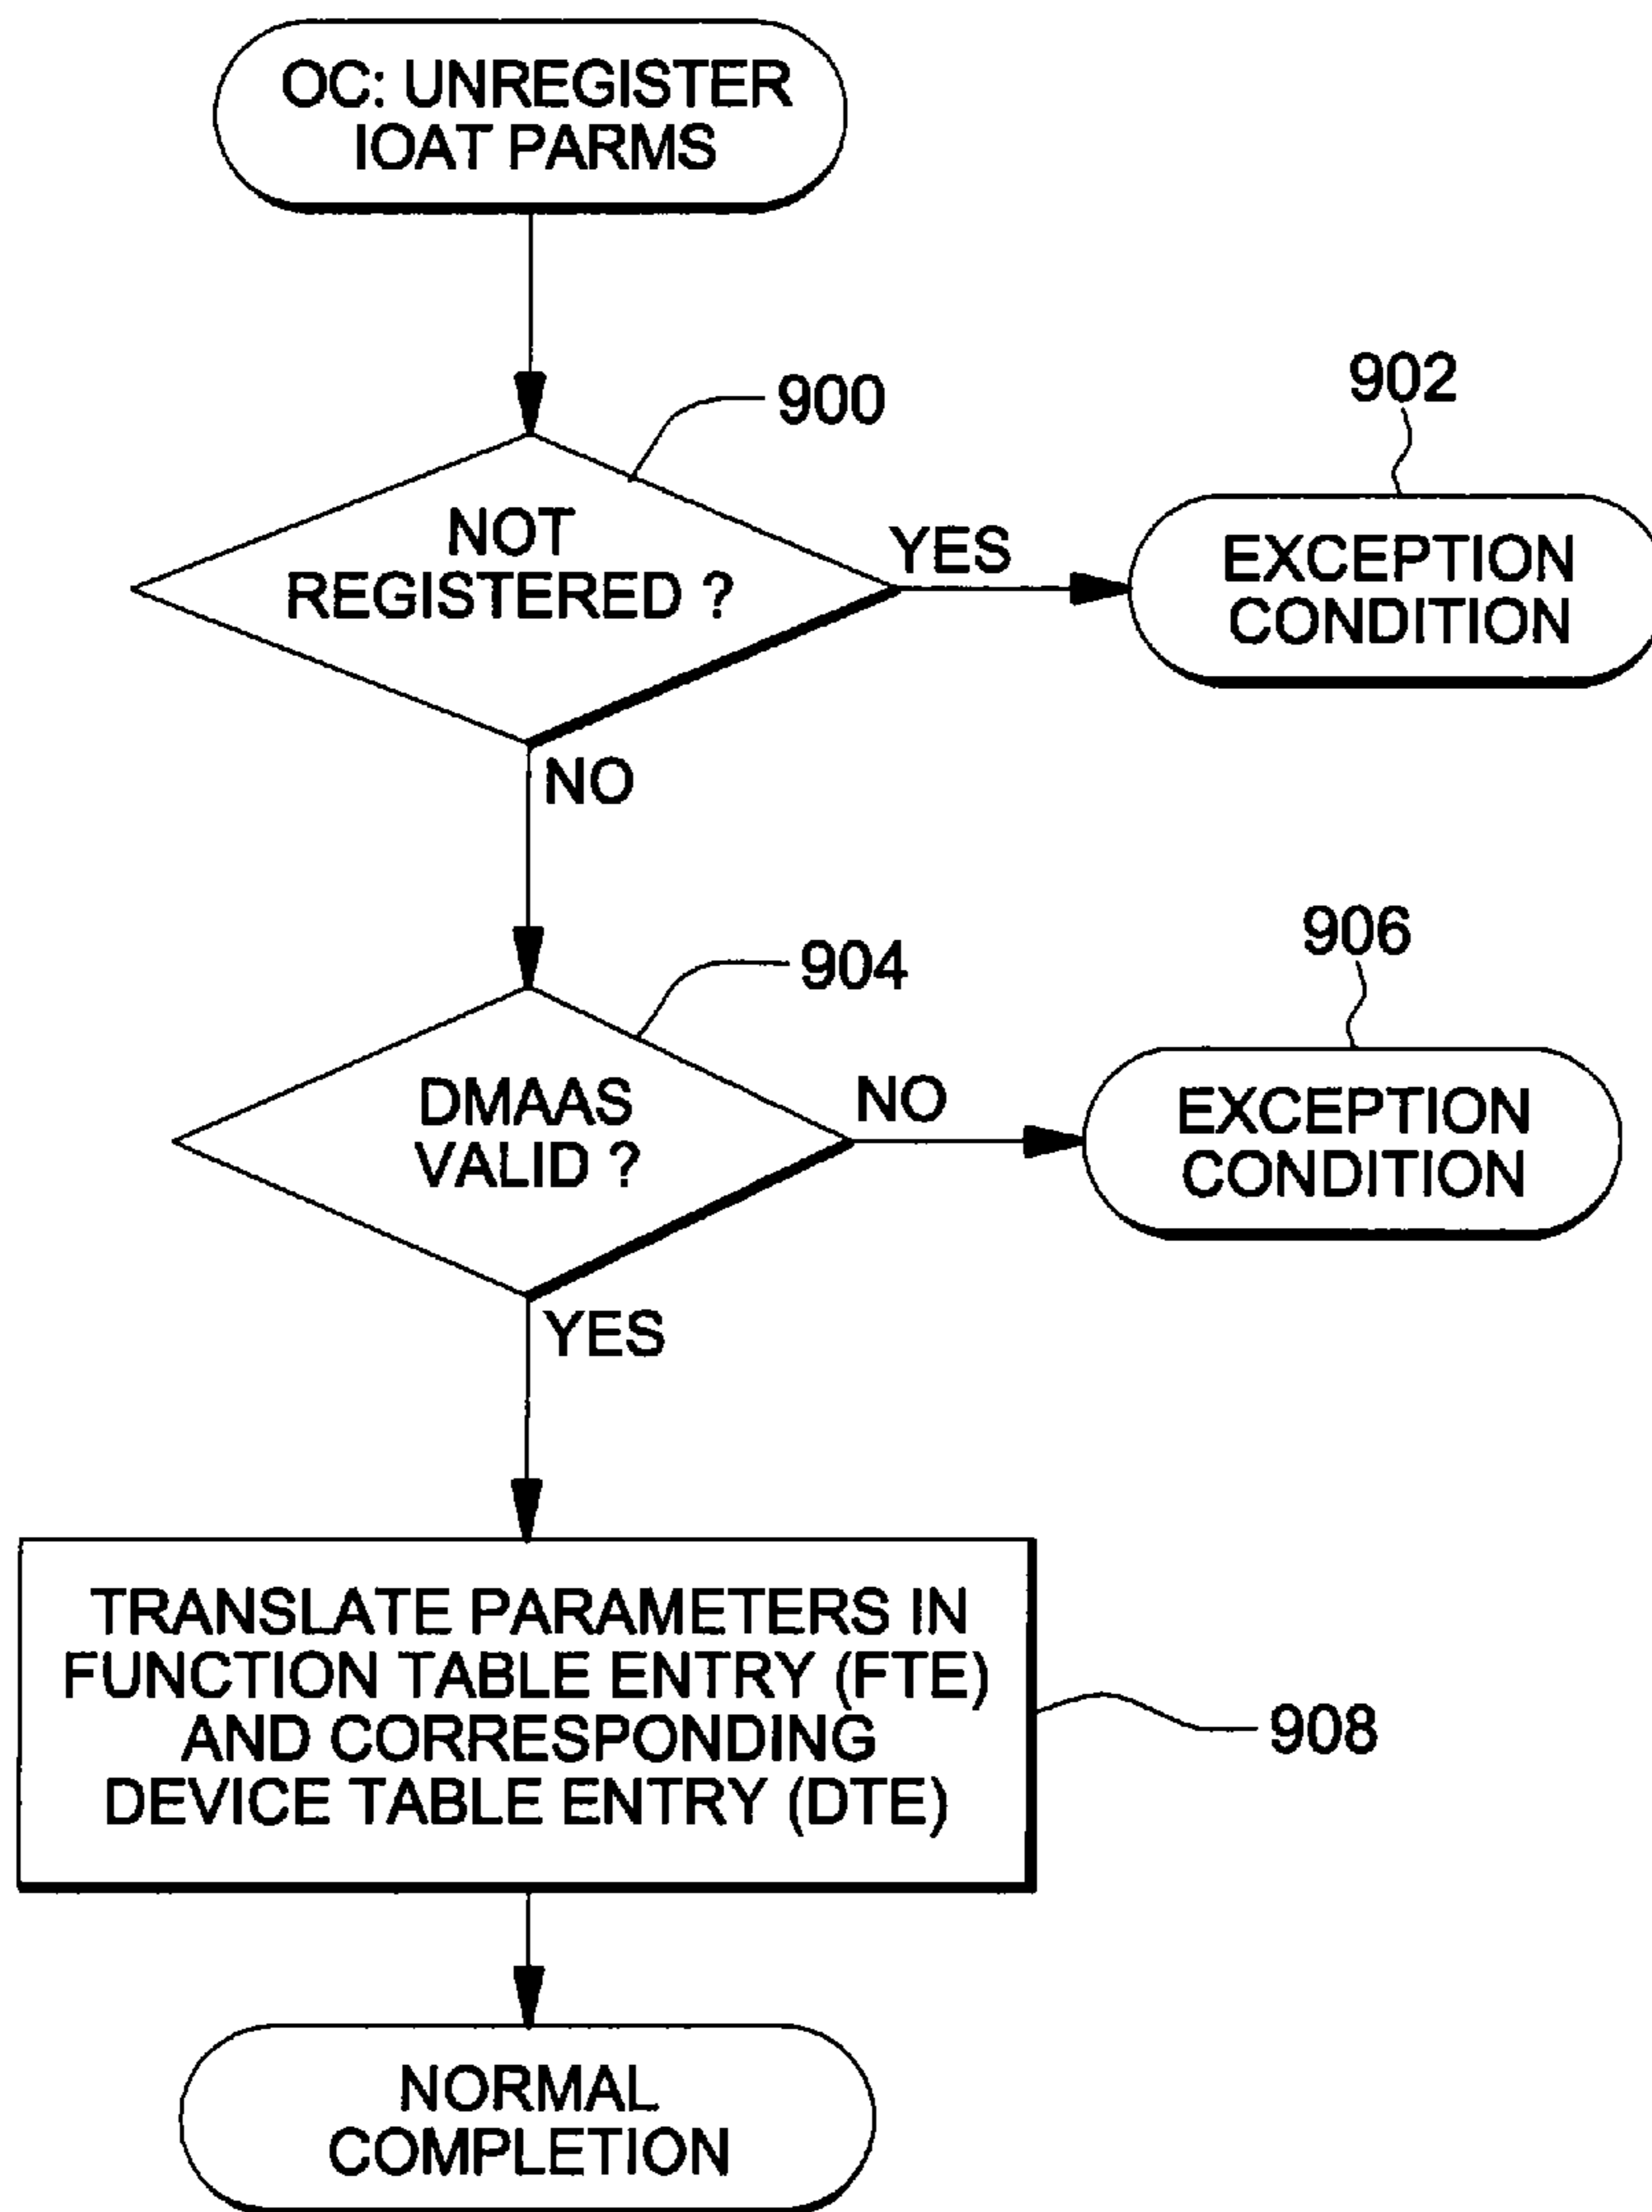 OC: UNREGISTER
IOAT PARMS
900
902
NOT
REGISTERED ?
YES
EXCEPTION
CONDITION
NO
904
906
DMAAS
VALID ?
NO
EXCEPTION
CONDITION
YES
TRANSLATE PARAMETERS IN
FUNCTION TABLE ENTRY (FTE)
AND CORRESPONDING
DEVICE TABLE ENTRY (DTE)
908
NORMAL
COMPLETION